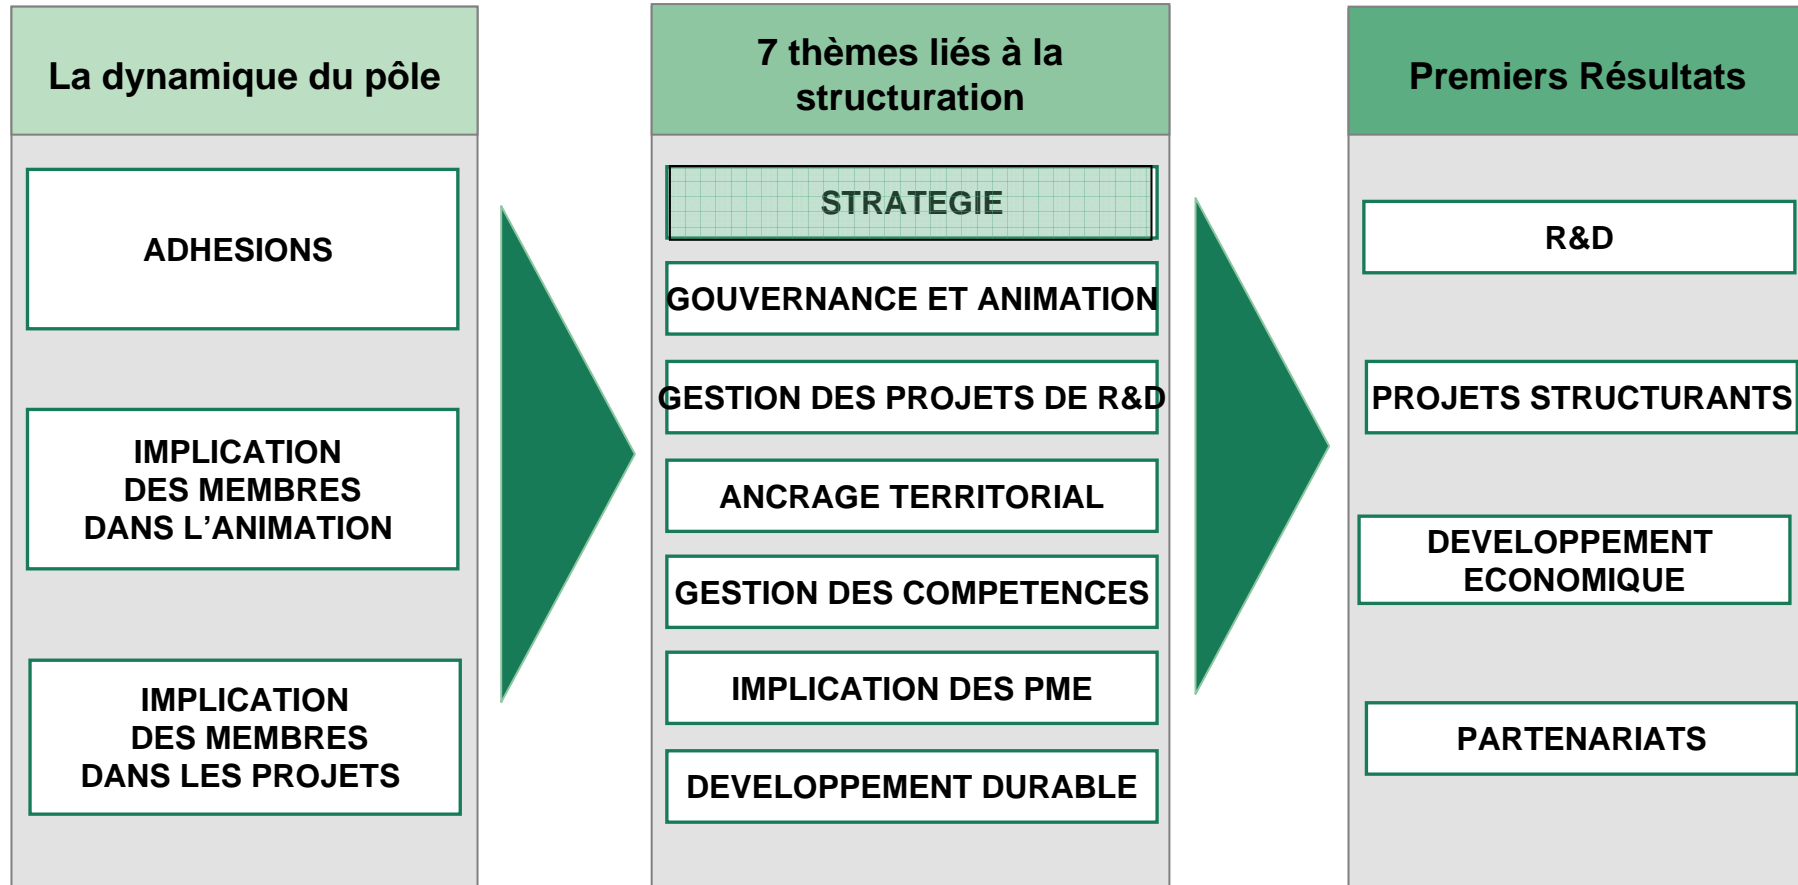 La dynamique du pôle
ADHESIONS
IMPLICATION
DES MEMBRES
DANS L’ANIMATION
IMPLICATION
DES MEMBRES
DANS LES PROJETS
7 thèmes liés à la
structuration
STRATEGIE
GOUVERNANCE ET ANIMATION
GESTION DES PROJETS DE R&D
ANCRAGE TERRITORIAL
GESTION DES COMPETENCES
IMPLICATION DES PME
DEVELOPPEMENT DURABLE
Premiers Résultats
R&D
PROJETS STRUCTURANTS
DEVELOPPEMENT
ECONOMIQUE
PARTENARIATS